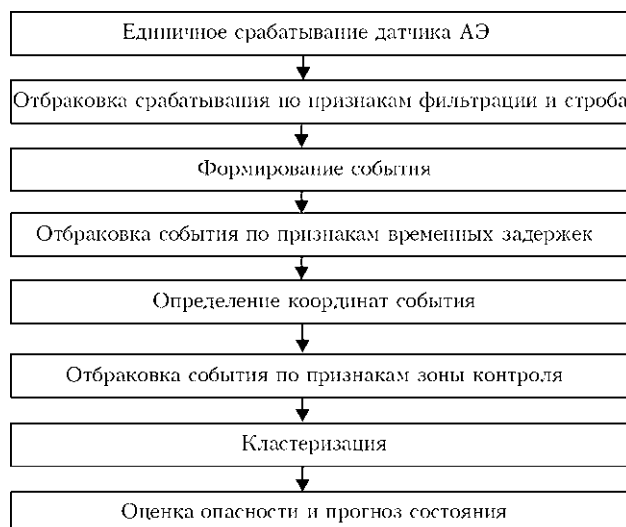 Единичное срабатывание датчика АЭ
Отбраковка срабатывания по признакам фильтрации и строба
Формирование события
Отбраковка события по признакам временных задержек
Определение координат события
Отбраковка события по признакам зоны контроля
Кластеризация
Оценка опасности и прогноз состояния